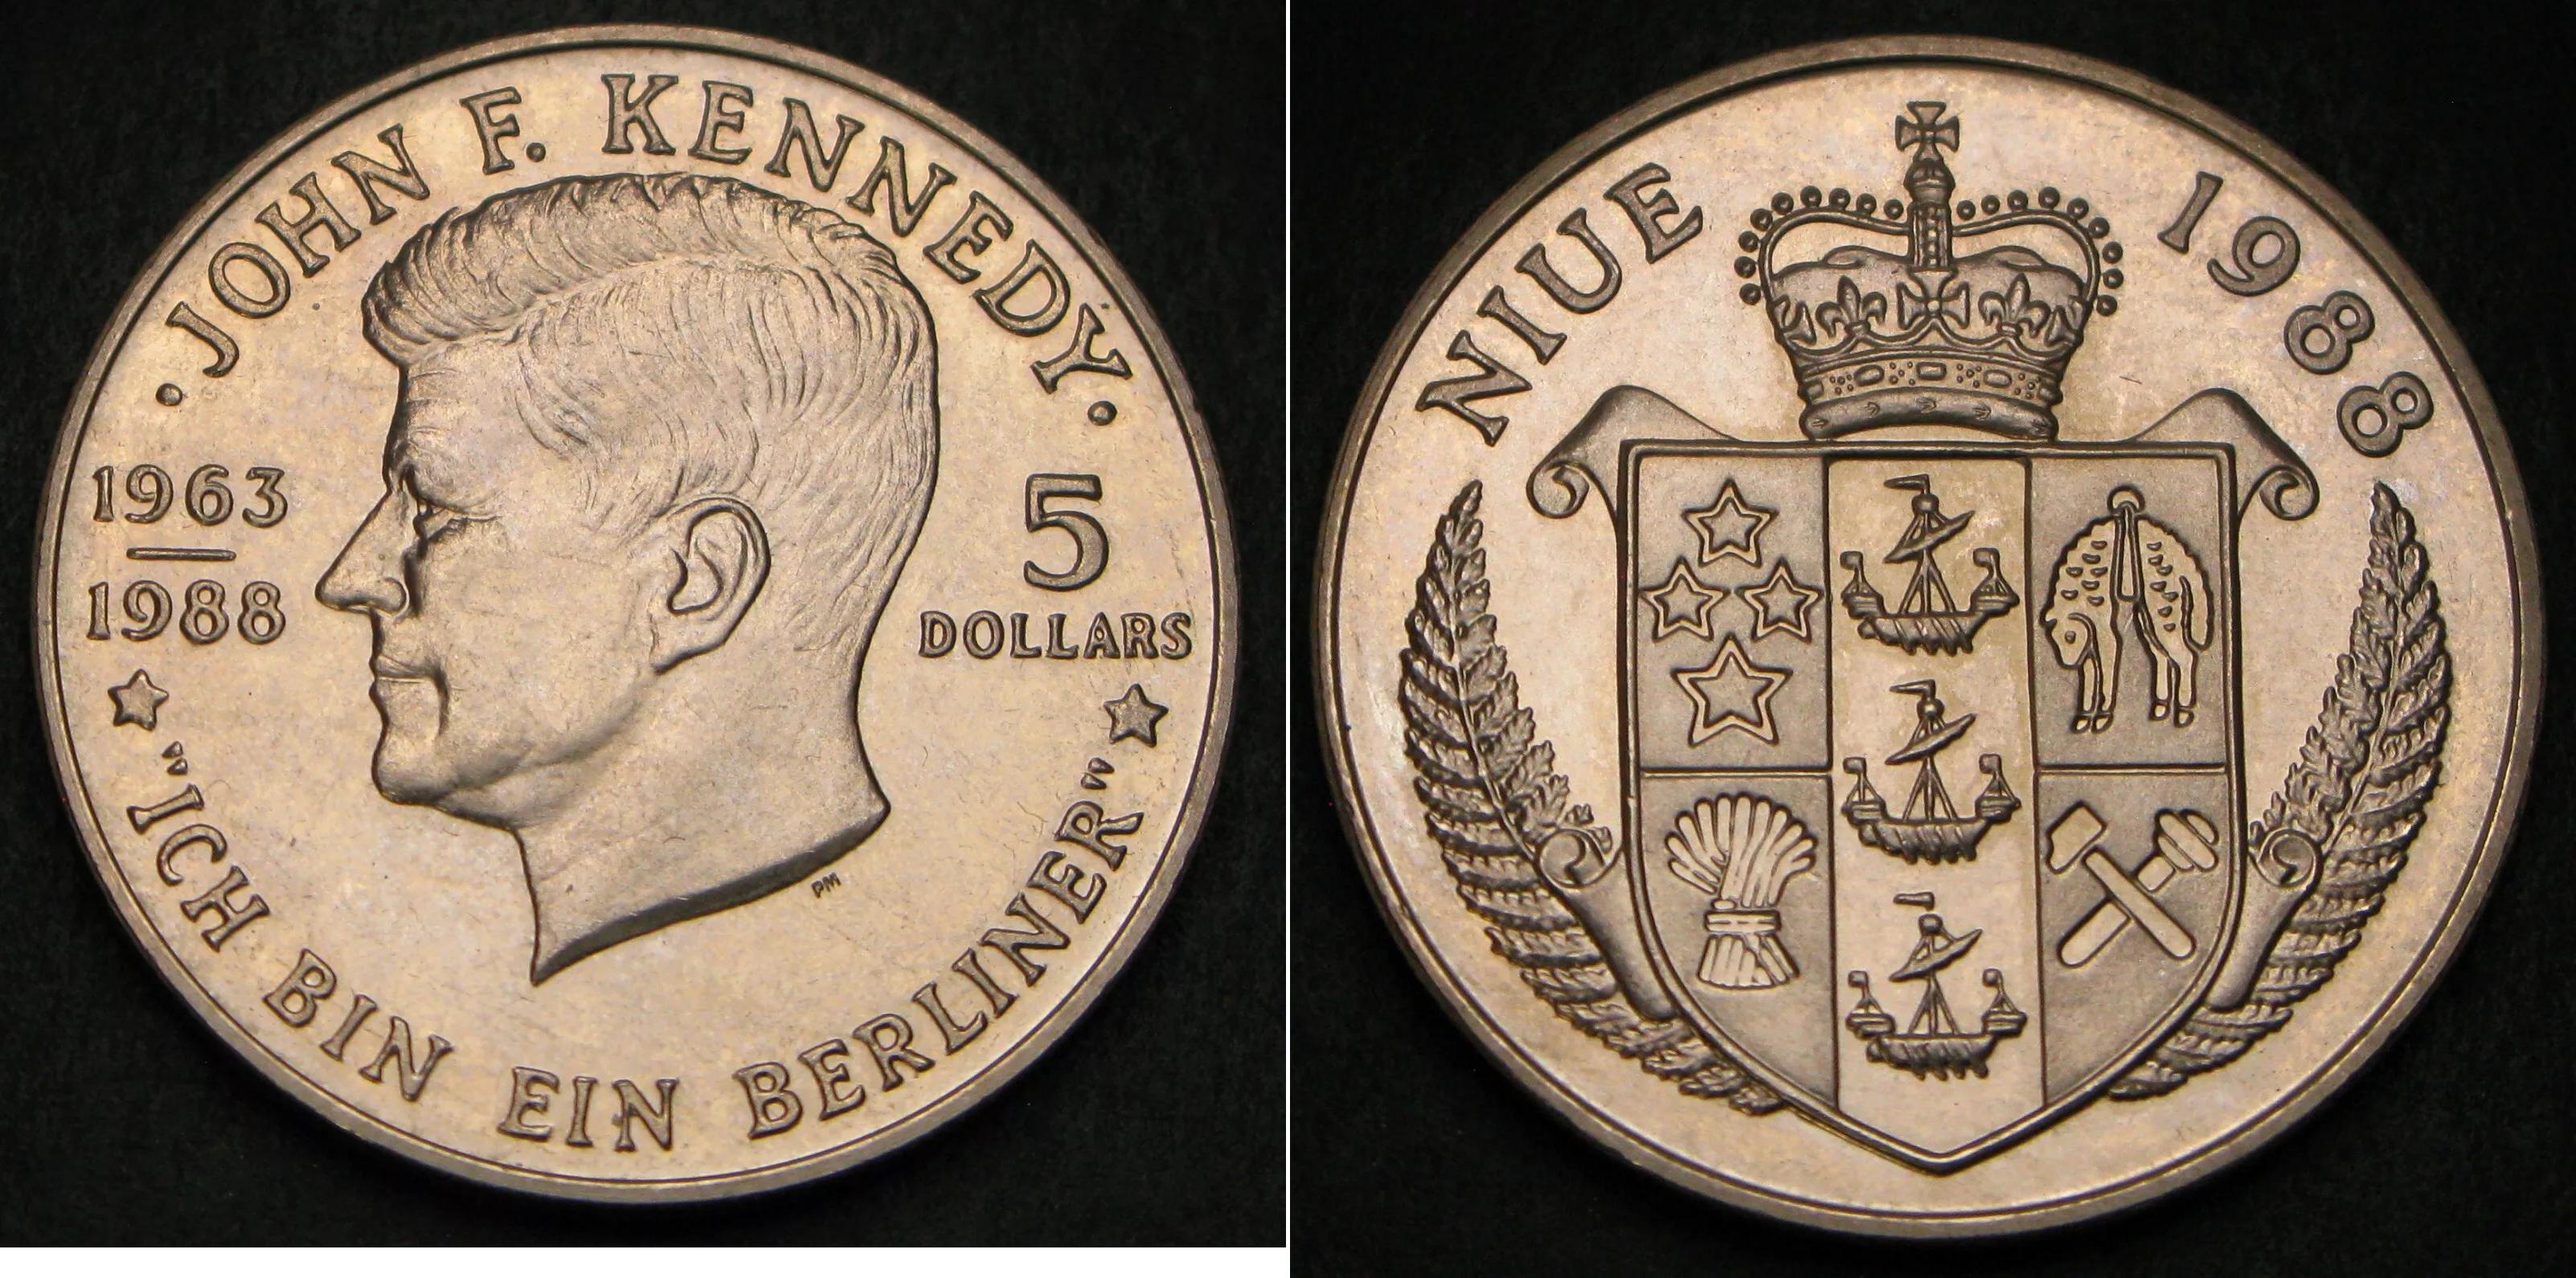 · JOHN F. KENNEDY ·
1963
1988
5
DOLLARS
"ICH BIN EIN BERLINER"
PM
NIUE 1988